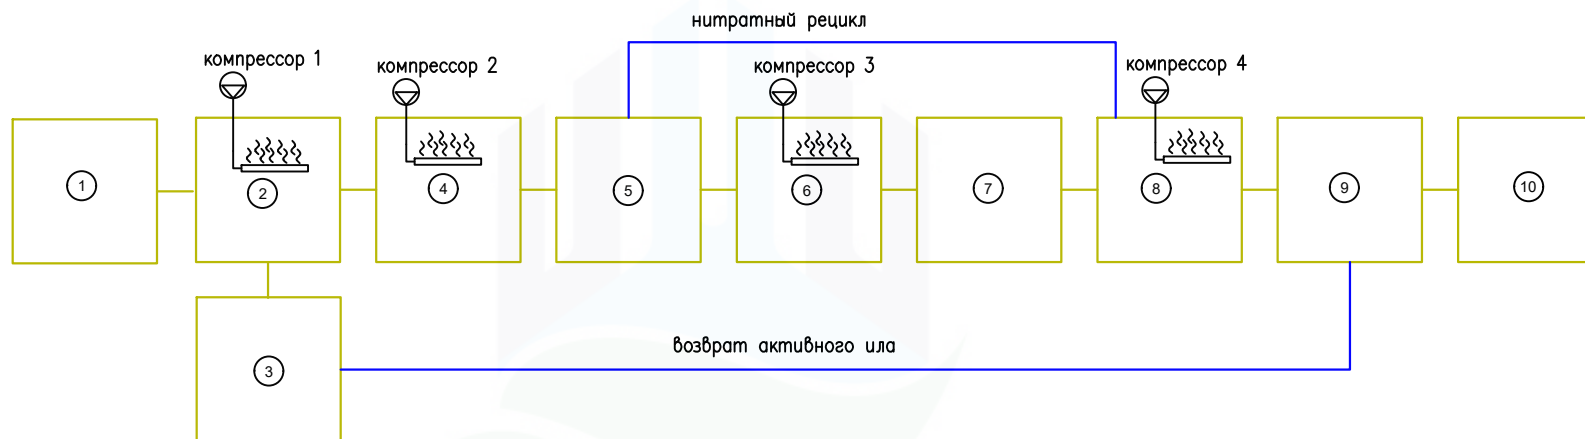 нитратный рецикл
компрессор 1
компрессор 2
компрессор 3
компрессор 4
1
2
4
5
6
7
8
9
10
возврат активного ила
3